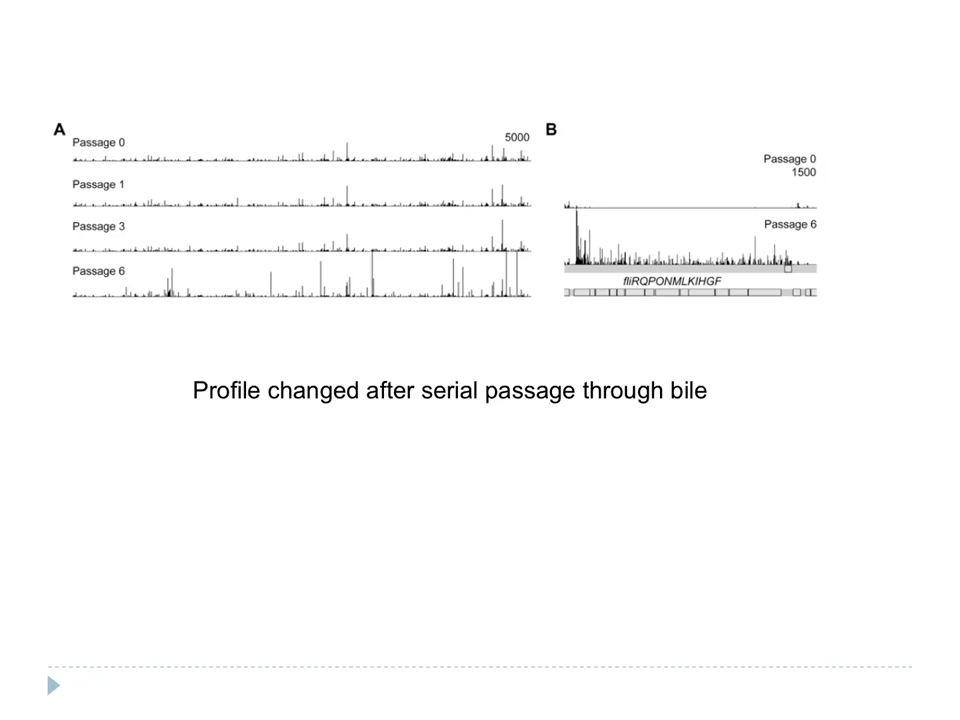 A
Passage 0
5000
Passage 1
Passage 3
Passage 6
B
Passage 0
1500
Passage 6
fliRQPONMLKIHGF
Profile changed after serial passage through bile